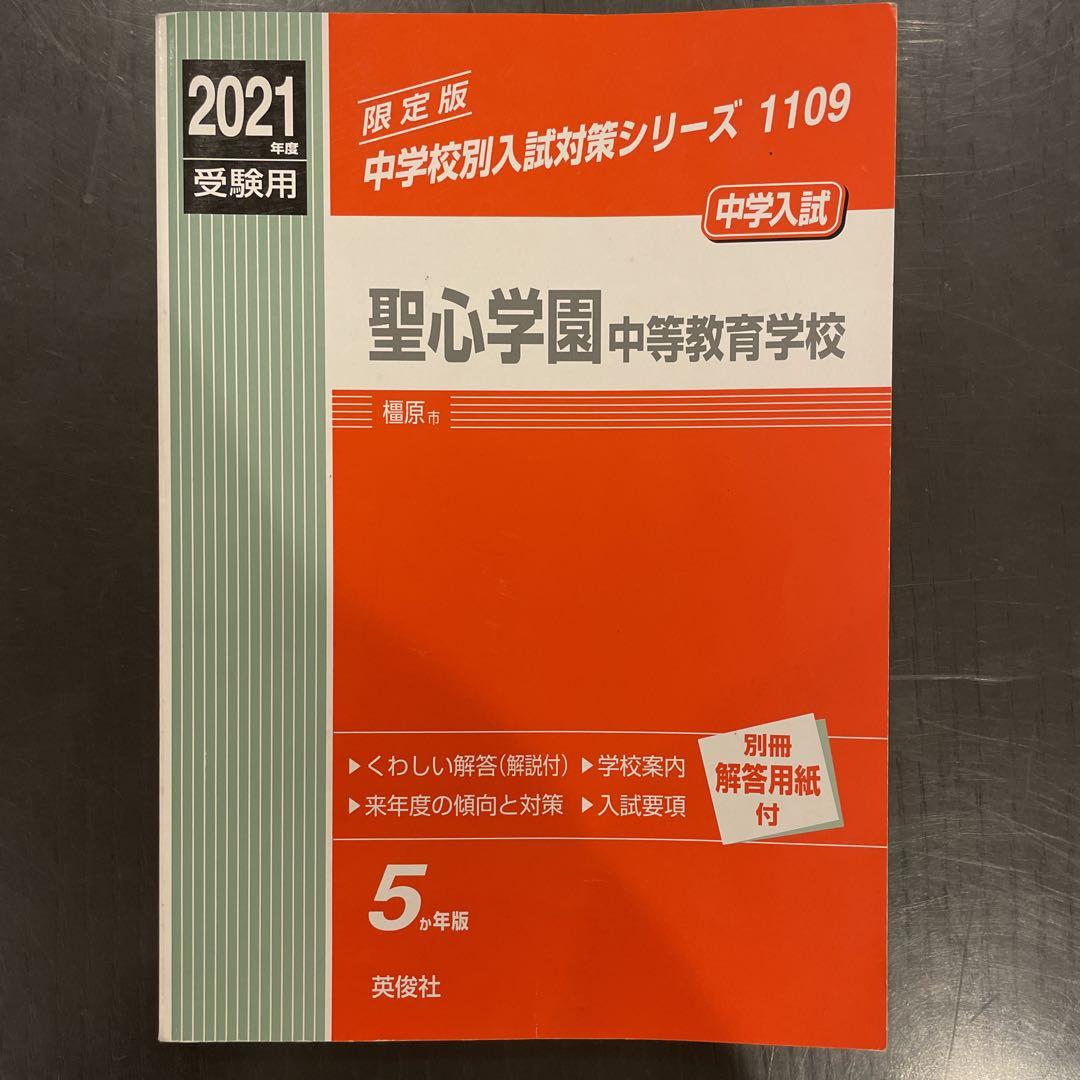 2021
年度
受験用
限定版
中学校別入試対策シリーズ 1109
中学入試
聖心学園 中等教育学校
橿原市
▶くわしい解答(解説付) ▶学校案内
▶来年度の傾向と対策 ▶入試要項
別冊
解答用紙
付
5か年版
英俊社